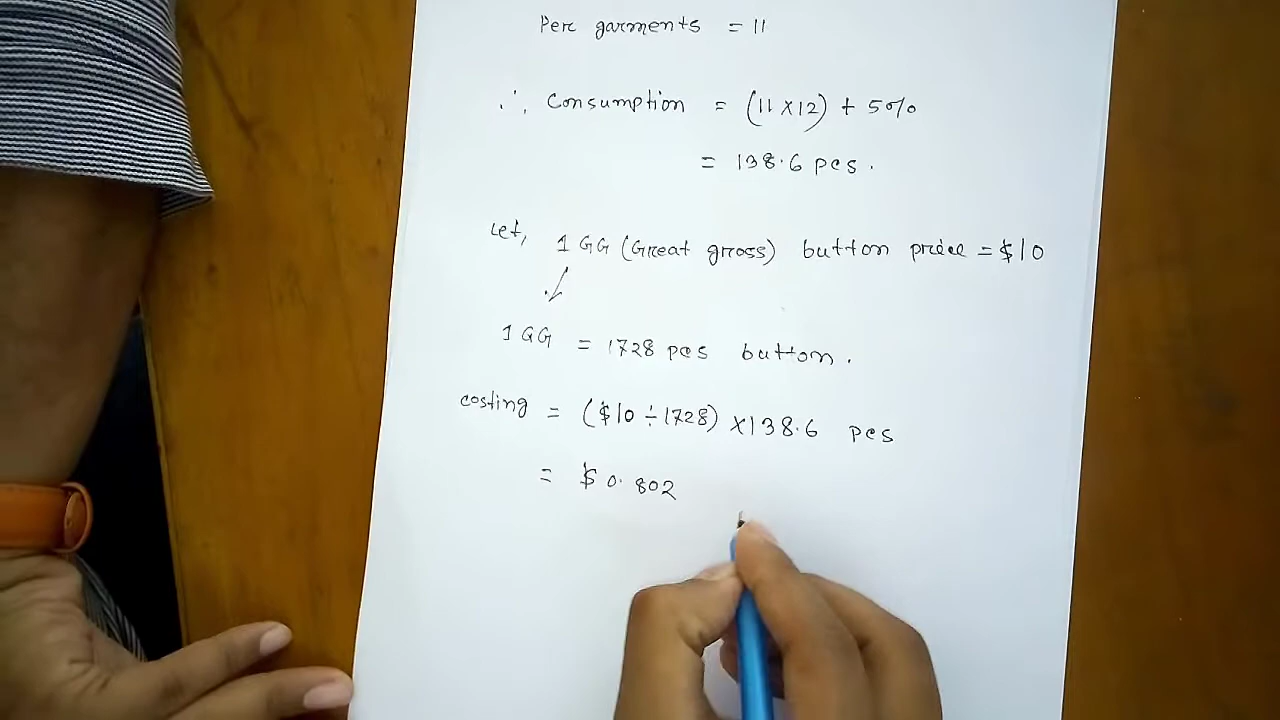 Per garments = 11
∴ Consumption = (11 × 12) + 5%
= 138.6 pcs.
Let, 1 GG (Great gross) button price = $10
1 GG = 1728 pcs button.
costing = ($10 ÷ 1728) × 138.6 pcs
= $ 0.802